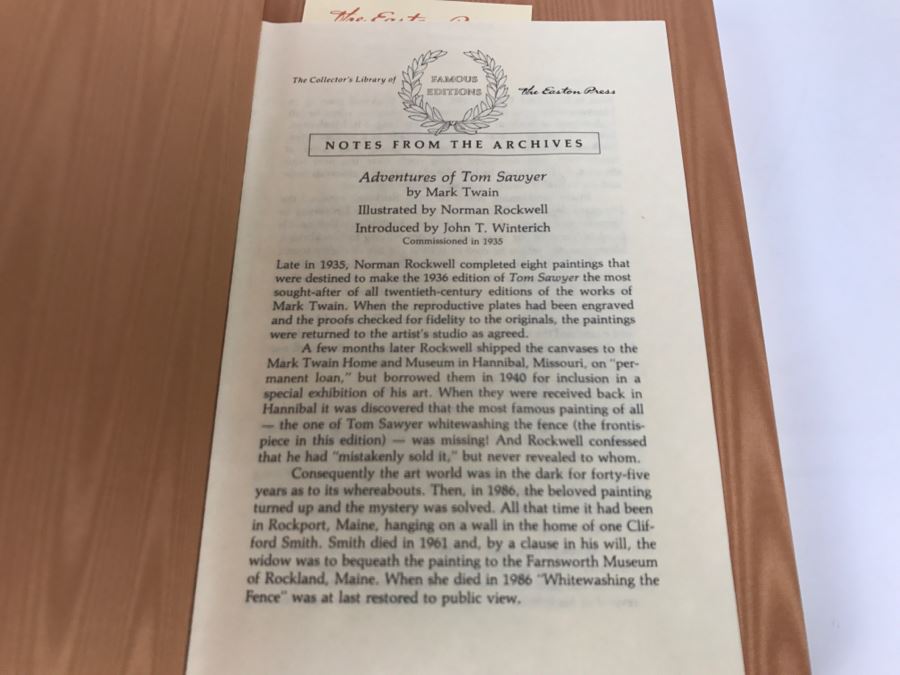 The Easton Press
The Collector's Library of
FAMOUS
EDITIONS
The Easton Press
NOTES FROM THE ARCHIVES
Adventures of Tom Sawyer
by Mark Twain
Illustrated by Norman Rockwell
Introduced by John T. Winterich
Commissioned in 1935
Late in 1935, Norman Rockwell completed eight paintings that
were destined to make the 1936 edition of Tom Sawyer the most
sought-after of all twentieth-century editions of the works of
Mark Twain. When the reproductive plates had been engraved
and the proofs checked for fidelity to the originals, the paintings
were returned to the artist's studio as agreed.
A few months later Rockwell shipped the canvases to the
Mark Twain Home and Museum in Hannibal, Missouri, on "per-
manent loan," but borrowed them in 1940 for inclusion in a
special exhibition of his art. When they were received back in
Hannibal it was discovered that the most famous painting of all
— the one of Tom Sawyer whitewashing the fence (the frontis-
piece in this edition) — was missing! And Rockwell confessed
that he had "mistakenly sold it," but never revealed to whom.
Consequently the art world was in the dark for forty-five
years as to its whereabouts. Then, in 1986, the beloved painting
turned up and the mystery was solved. All that time it had been
in Rockport, Maine, hanging on a wall in the home of one Clif-
ford Smith. Smith died in 1961 and, by a clause in his will, the
widow was to bequeath the painting to the Farnsworth Museum
of Rockland, Maine. When she died in 1986 "Whitewashing the
Fence" was at last restored to public view.